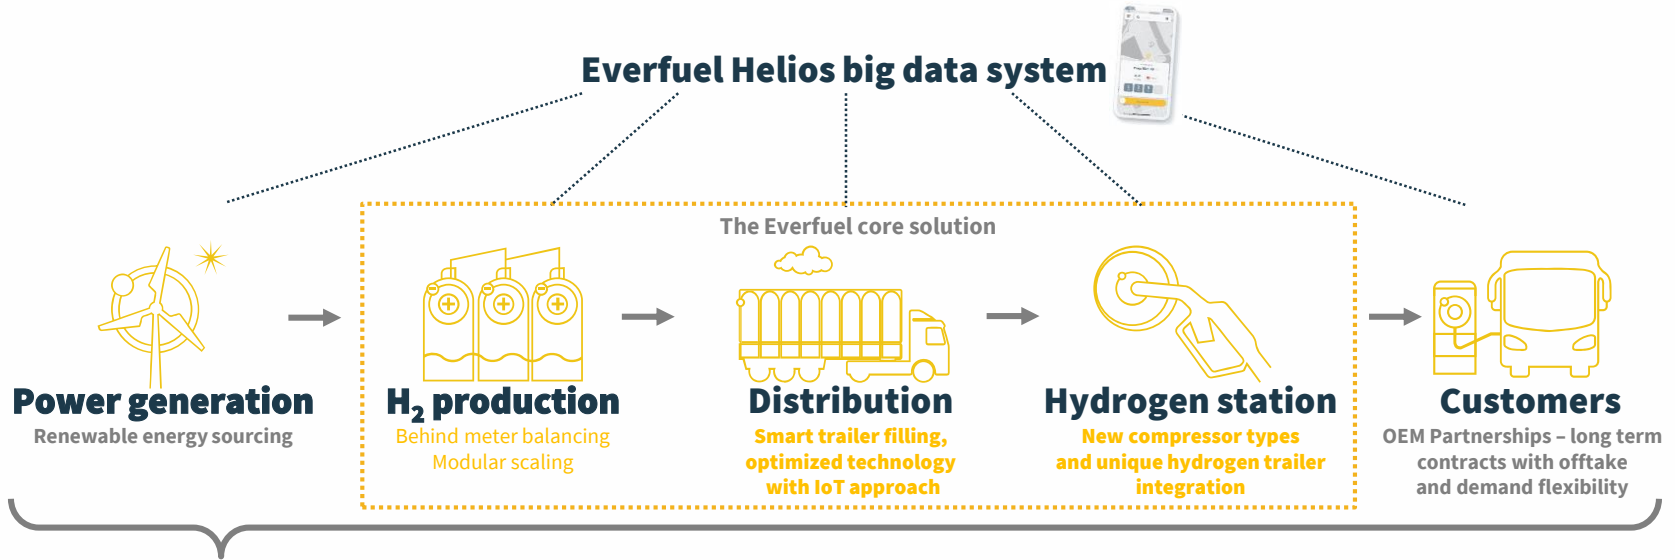 Everfuel Helios big data system
The Everfuel core solution
Power generation
Renewable energy sourcing
H₂ production
Behind meter balancing
Modular scaling
Distribution
Smart trailer filling,
optimized technology
with IoT approach
Hydrogen station
New compressor types
and unique hydrogen trailer
integration
Customers
OEM Partnerships – long term
contracts with offtake
and demand flexibility